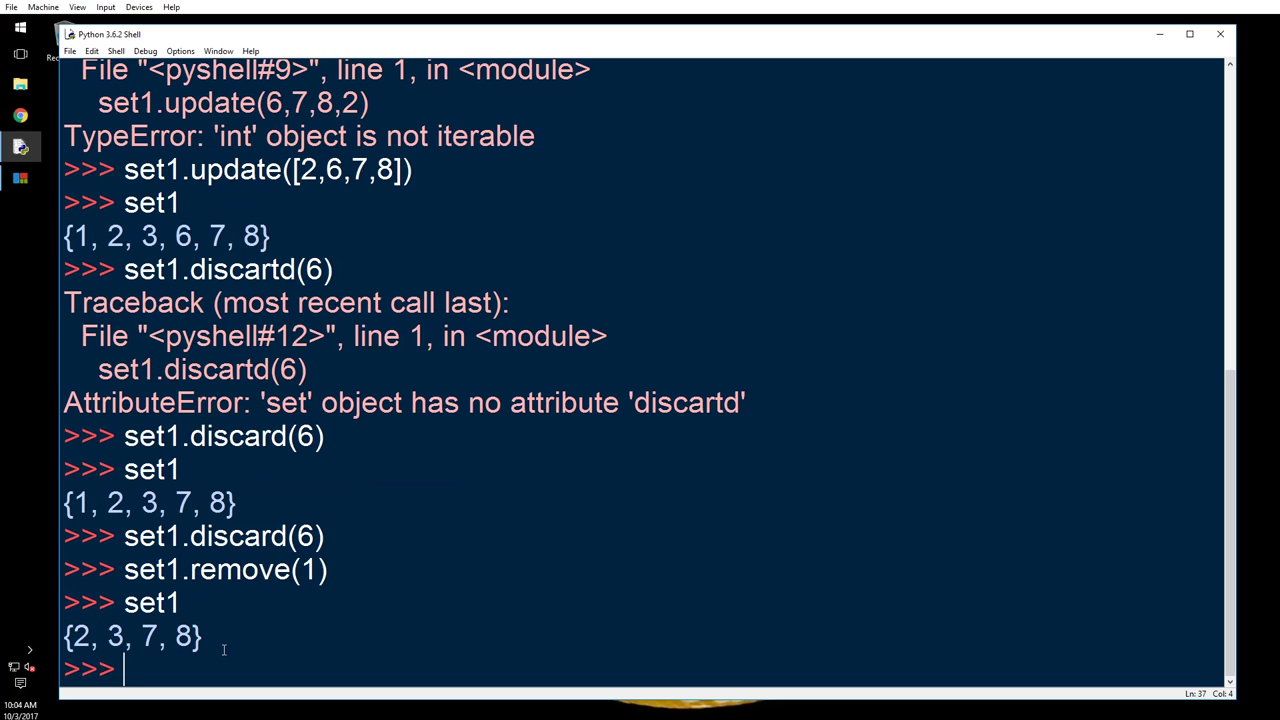 File Machine View Input Devices Help
Python 3.6.2 Shell
File Edit Shell Debug Options Window Help
File "<pyshell#9>", line 1, in <module>
set1.update(6,7,8,2)
TypeError: 'int' object is not iterable
>>> set1.update([2,6,7,8])
>>> set1
{1, 2, 3, 6, 7, 8}
>>> set1.discartd(6)
Traceback (most recent call last):
File "<pyshell#12>", line 1, in <module>
set1.discartd(6)
AttributeError: 'set' object has no attribute 'discartd'
>>> set1.discard(6)
>>> set1
{1, 2, 3, 7, 8}
>>> set1.discard(6)
>>> set1.remove(1)
>>> set1
{2, 3, 7, 8}
>>>
Ln: 37 Col: 4
10:04 AM
10/3/2017